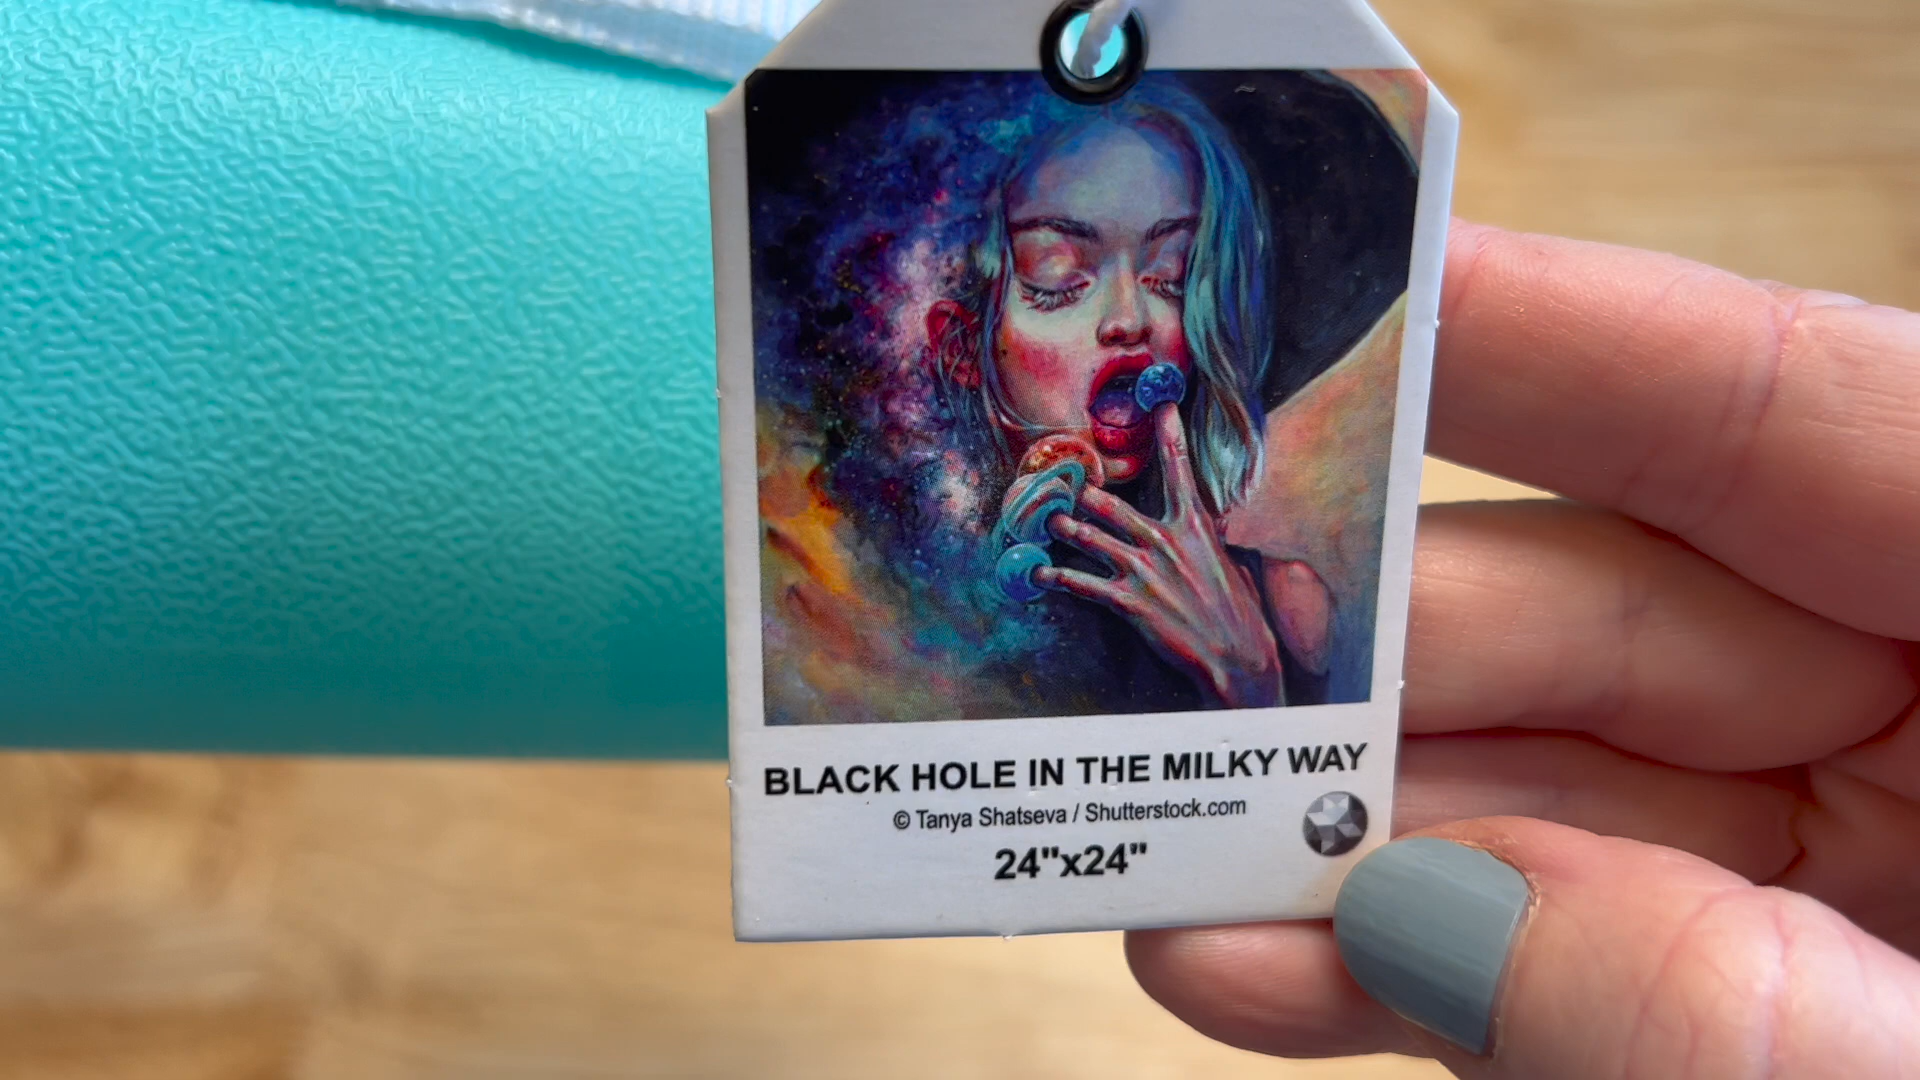 BLACK HOLE IN THE MILKY WAY
© Tanya Shatseva / Shutterstock.com
24"x24"